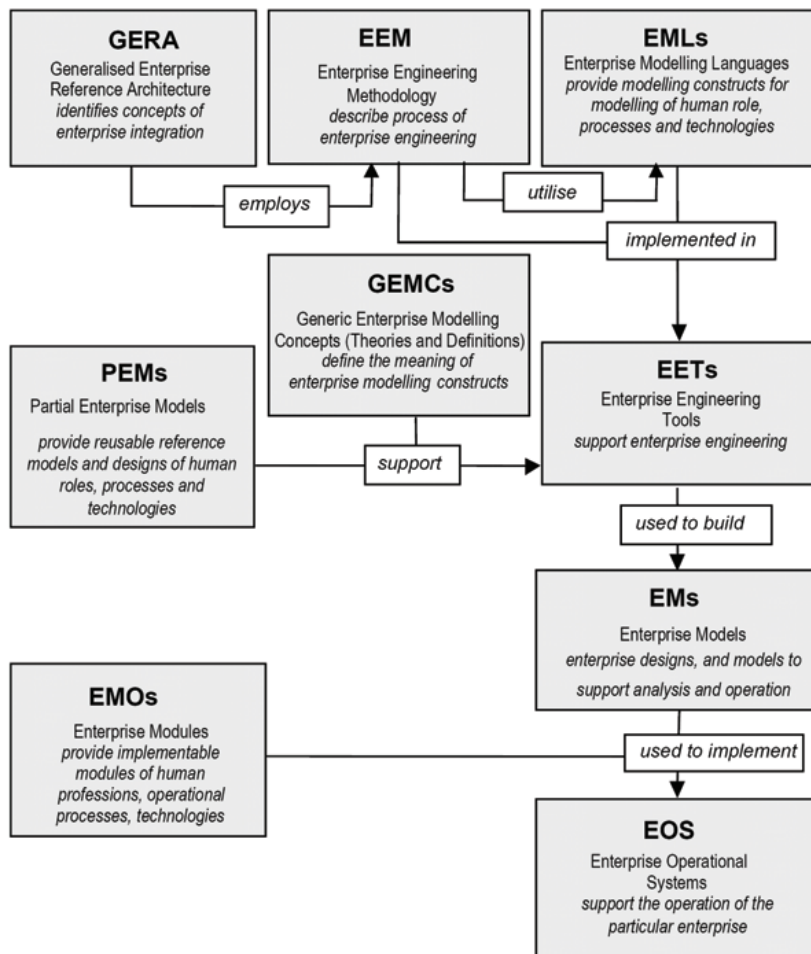 GERA
Generalised Enterprise
Reference Architecture
identifies concepts of
enterprise integration
EEM
Enterprise Engineering
Methodology
describe process of
enterprise engineering
EMLs
Enterprise Modelling Languages
provide modelling constructs for
modelling of human role,
processes and technologies
employs
utilise
implemented in
GEMCs
Generic Enterprise Modelling
Concepts (Theories and Definitions)
define the meaning of
enterprise modelling constructs
PEMs
Partial Enterprise Models
provide reusable reference
models and designs of human
roles, processes and
technologies
EETs
Enterprise Engineering
Tools
support enterprise engineering
support
used to build
EMs
Enterprise Models
enterprise designs, and models to
support analysis and operation
EMOs
Enterprise Modules
provide implementable
modules of human
professions, operational
processes, technologies
used to implement
EOS
Enterprise Operational
Systems
support the operation of the
particular enterprise